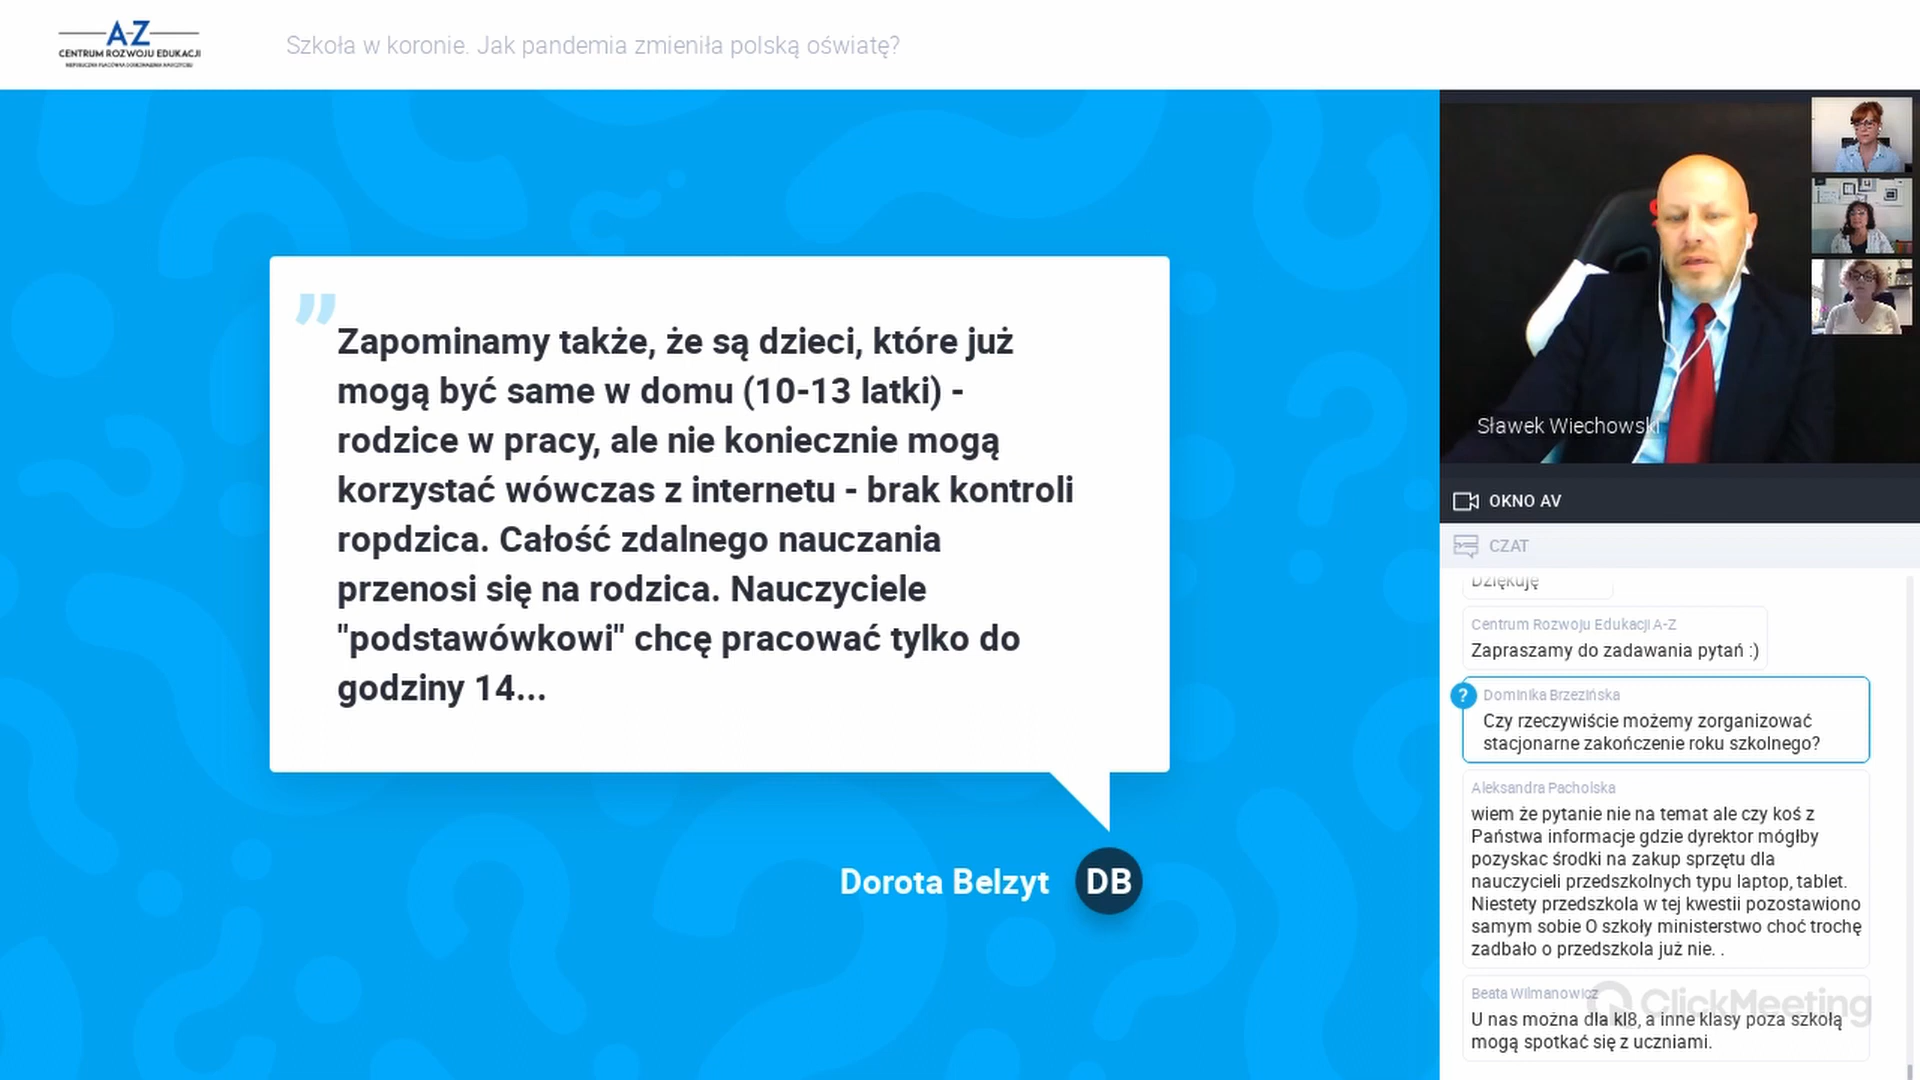 A-Z
CENTRUM ROZWOJU EDUKACJI
NIEPUBLICZNA PLACÓWKA DOSKONALENIA NAUCZYCIELI
Szkoła w koronie. Jak pandemia zmieniła polską oświatę?
”
Zapominamy także, że są dzieci, które już
mogą być same w domu (10-13 latki) -
rodzice w pracy, ale nie koniecznie mogą
korzystać wówczas z internetu - brak kontroli
ropdzica. Całość zdalnego nauczania
przenosi się na rodzica. Nauczyciele
"podstawówkowi" chcę pracować tylko do
godziny 14...
Dorota Belzyt
DB
Sławek Wiechowski
OKNO AV
CZAT
Dziękuję
Centrum Rozwoju Edukacji A-Z
Zapraszamy do zadawania pytań :)
?
Dominika Brzezińska
Czy rzeczywiście możemy zorganizować
stacjonarne zakończenie roku szkolnego?
Aleksandra Pacholska
wiem że pytanie nie na temat ale czy koś z
Państwa informacje gdzie dyrektor mógłby
pozyskac środki na zakup sprzętu dla
nauczycieli przedszkolnych typu laptop, tablet.
Niestety przedszkola w tej kwestii pozostawiono
samym sobie O szkoły ministerstwo choć trochę
zadbało o przedszkola już nie. .
Beata Wilmanowicz
U nas można dla kl8, a inne klasy poza szkołą
mogą spotkać się z uczniami.
ClickMeeting